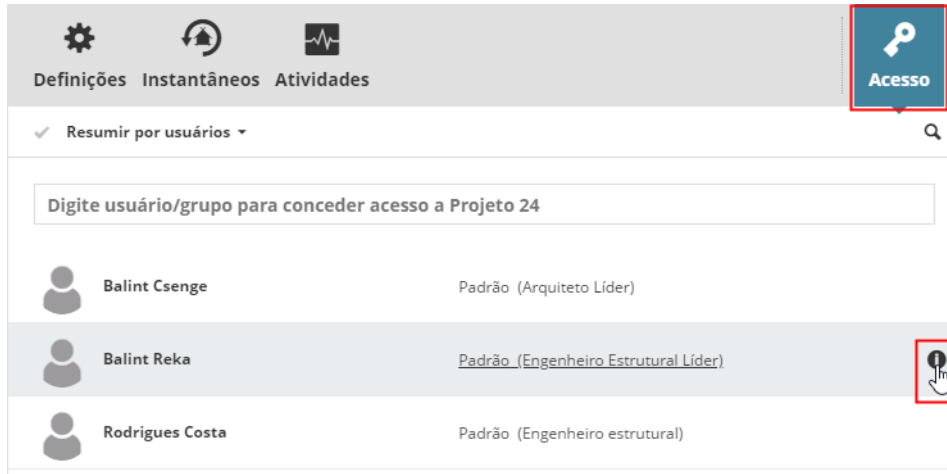 Definições Instantâneos Atividades
Acesso
Resumir por usuários
Digite usuário/grupo para conceder acesso a Projeto 24
Balint Csenge Padrão (Arquiteto Líder)
Balint Reka Padrão (Engenheiro Estrutural Líder)
Rodrigues Costa Padrão (Engenheiro estrutural)